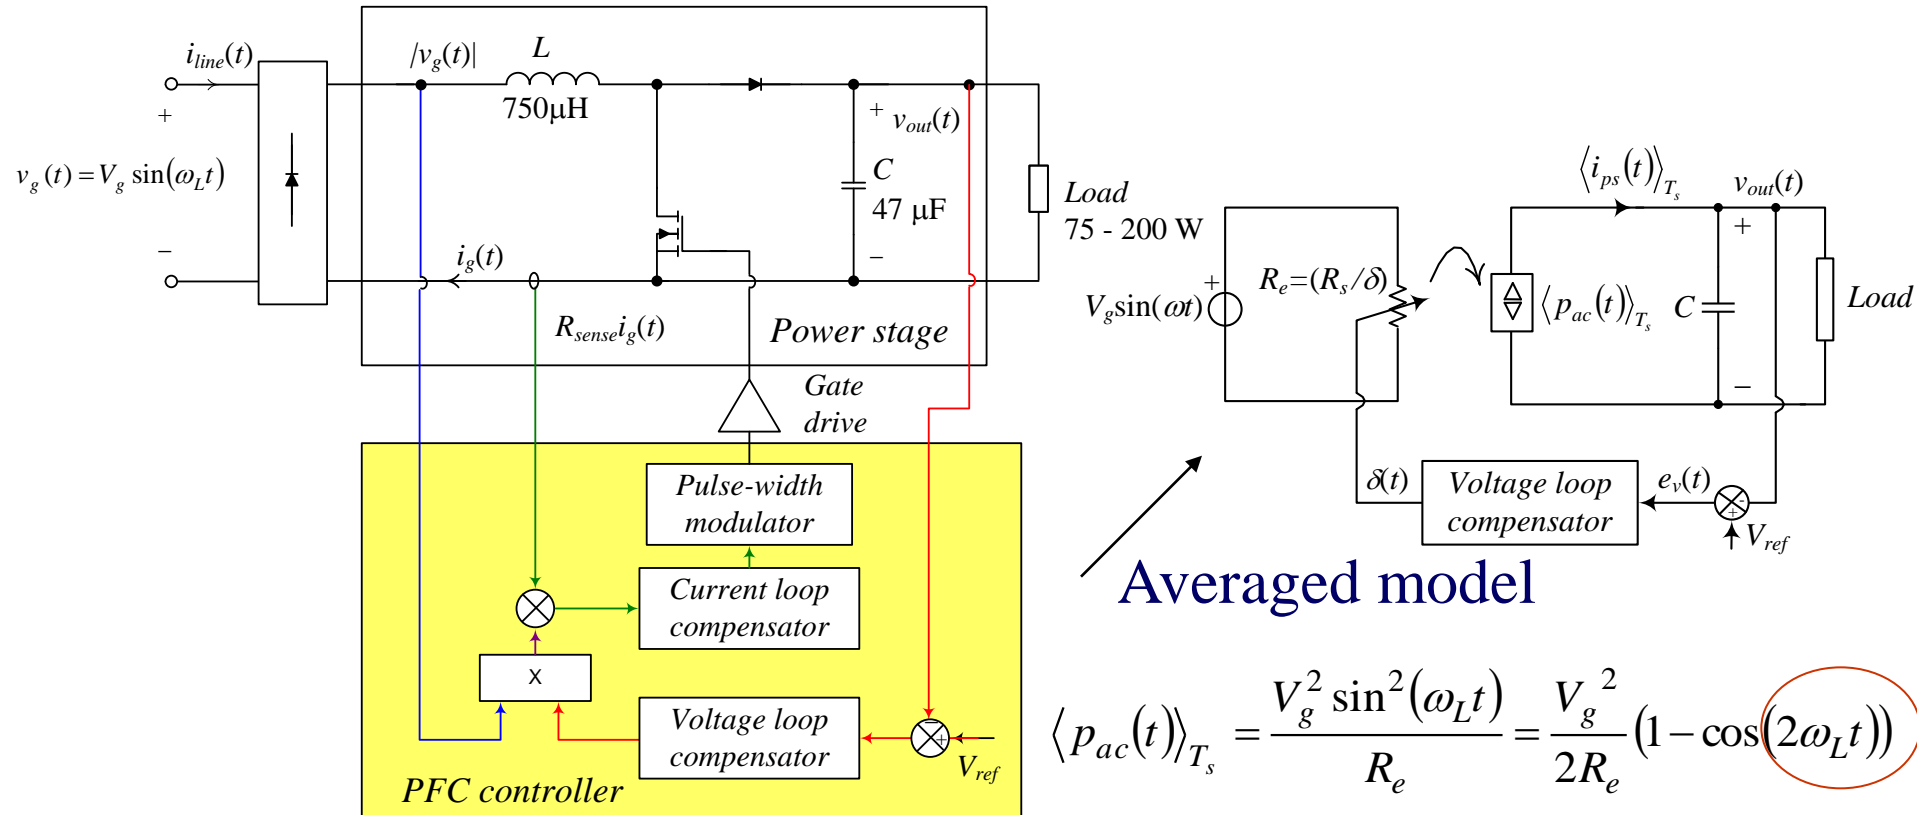 i_line(t)
|v_g(t)|
L
750μH
+
v_g(t) = V_g sin(ω_L t)
−
+
v_out(t)
C
47 μF
−
Load
75 - 200 W
i_g(t)
R_sense i_g(t)
Power stage
Gate
drive
Pulse-width
modulator
Current loop
compensator
X
Voltage loop
compensator
−
+
V_ref
PFC controller
⟨i_ps(t)⟩_T_s
v_out(t)
+
V_g sin(ωt)
R_e=(R_s/δ)
⟨p_ac(t)⟩_T_s
C
+
−
Load
δ(t)
Voltage loop
compensator
e_v(t)
-
+
V_ref
Averaged model
⟨p_ac(t)⟩_T_s = V_g^2 sin^2(ω_L t) / R_e = V_g^2 / 2R_e (1 − cos(2ω_L t))